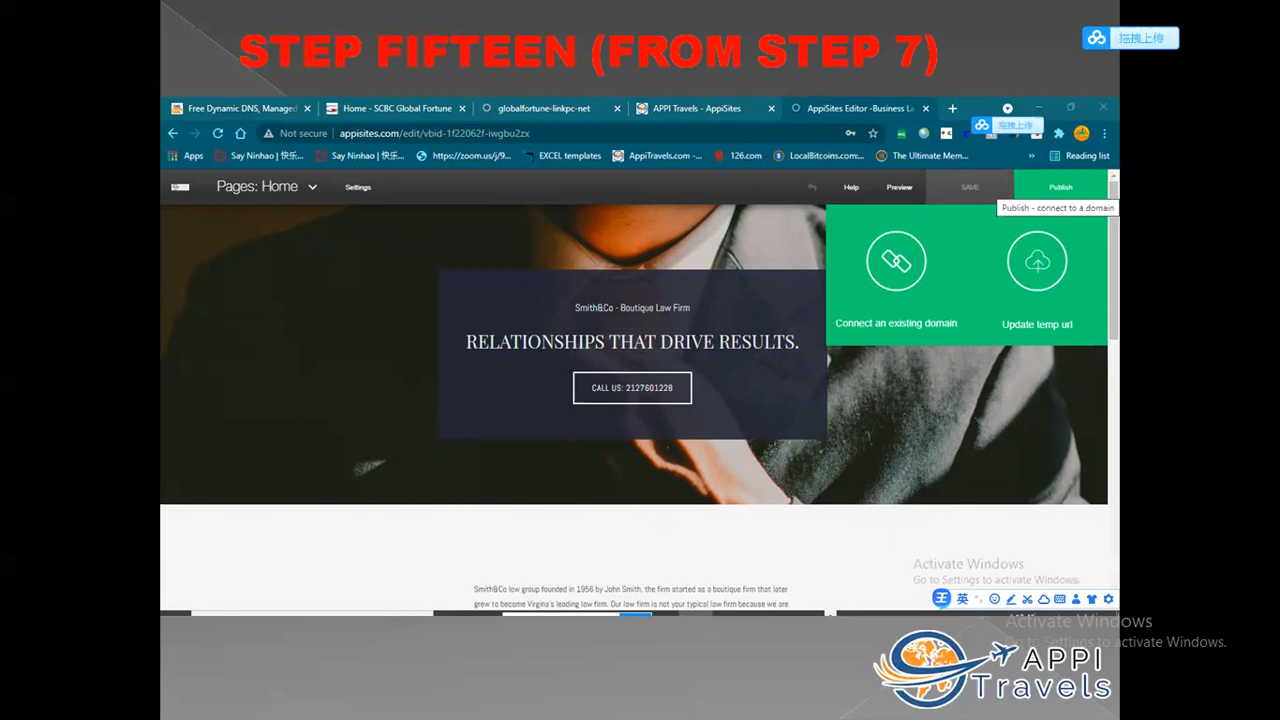 STEP FIFTEEN (FROM STEP 7)
拖拽上传
Free Dynamic DNS, Managed
Home - SCBC Global Fortune
globalfortune-linkpc-net
APPI Travels - AppiSites
AppiSites Editor -Business La
拖拽上传
Not secure
appisites.com/edit/vbid-1f22062f-iwgbu2zx
Apps
Say Ninhao | 快乐...
Say Ninhao | 快乐...
https://zoom.us/j/9...
EXCEL templates
AppiTravels.com -...
126.com
LocalBitcoins.com:...
The Ultimate Mem...
»
Reading list
Pages: Home
Settings
Help
Preview
SAVE
Publish
Publish - connect to a domain
Connect an existing domain
Update temp url
Smith&Co - Boutique Law Firm
RELATIONSHIPS THAT DRIVE RESULTS.
CALL US: 2127601228
Smith&Co low group founded in 1956 by John Smith, the firm started as a boutique firm that later
grew to become Virgina's leading law firm. Our law firm is not your typical law firm because we are
Activate Windows
Go to Settings to activate Windows.
王
英
Activate Windows
Go to Settings to activate Windows.
APPI
Travels